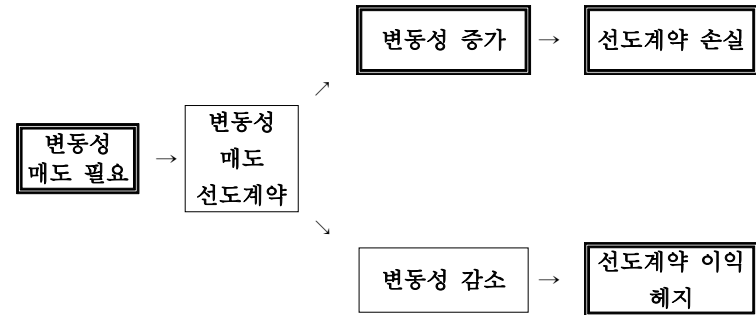 변동성
매도 필요
→
변동성
매도
선도계약
↗
변동성 증가 → 선도계약 손실
↘
변동성 감소 → 선도계약 이익
헤지